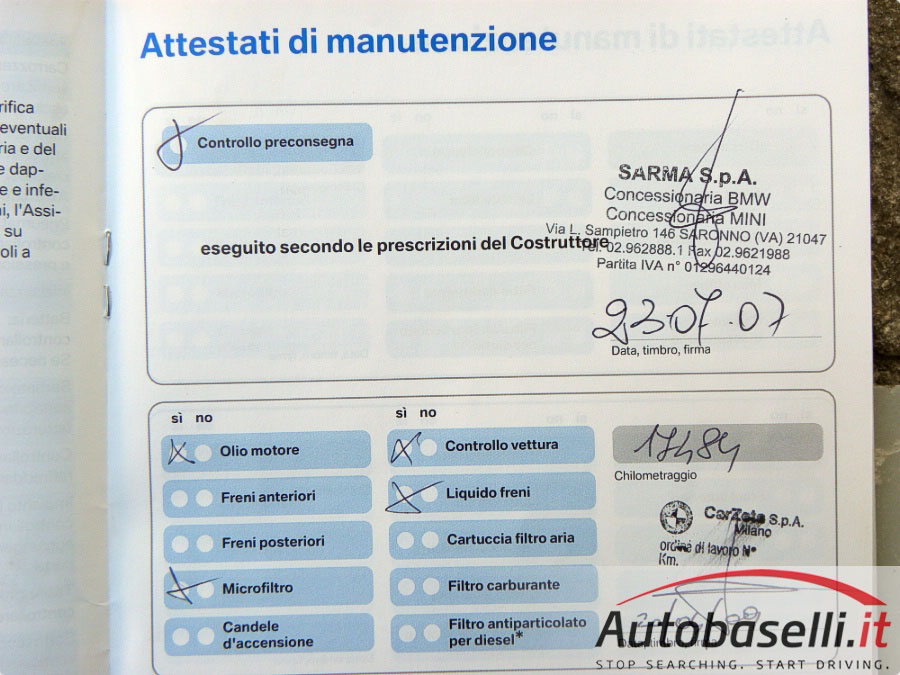 Attestati di manutenzione
rifica
eventuali
ria e del
e dap-
e e infe-
ni, l'Assi-
su
oli a
Controllo preconsegna
SARMA S.p.A.
Concessionaria BMW
Concessionaria MINI
Via L. Sampietro 146 SARONNO (VA) 21047
Tel. 02.962888.1 Fax 02.9621988
Partita IVA n° 01296440124
eseguito secondo le prescrizioni del Costruttore
23.07.07
Data, timbro, firma
sì no
Olio motore
Freni anteriori
Freni posteriori
Microfiltro
Candele
d'accensione
sì no
Controllo vettura
Liquido freni
Cartuccia filtro aria
Filtro carburante
Filtro antiparticolato
per diesel*
17484
Chilometraggio
CarZeta S.p.A.
Milano
ordine di lavoro N°
Km.
Autobaselli.it
STOP SEARCHING. START DRIVING.